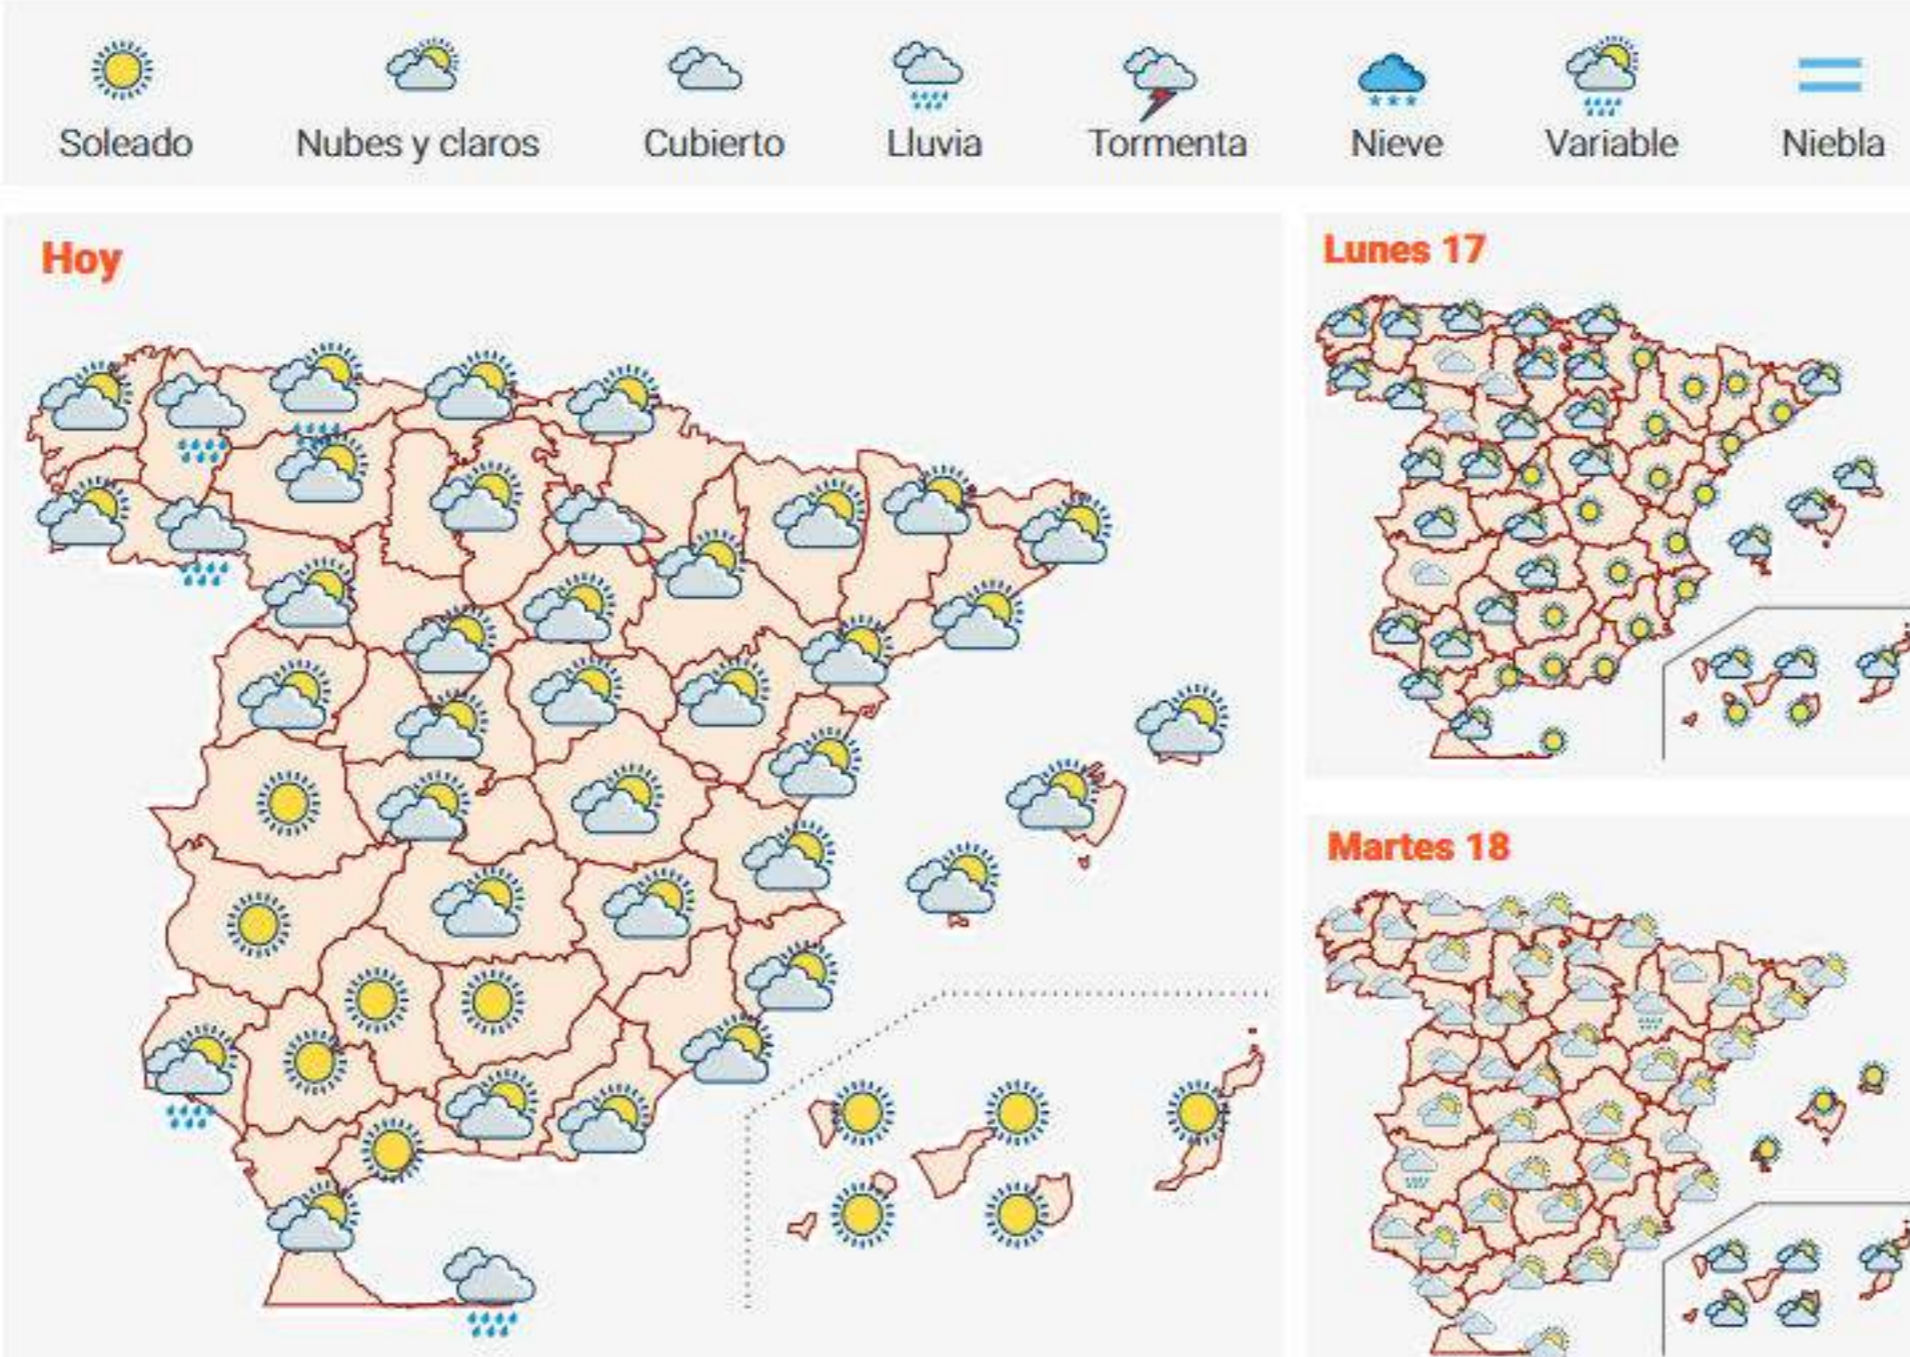 Soleado Nubes y claros Cubierto Lluvia Tormenta Nieve Variable Niebla
Hoy
Lunes 17
Martes 18